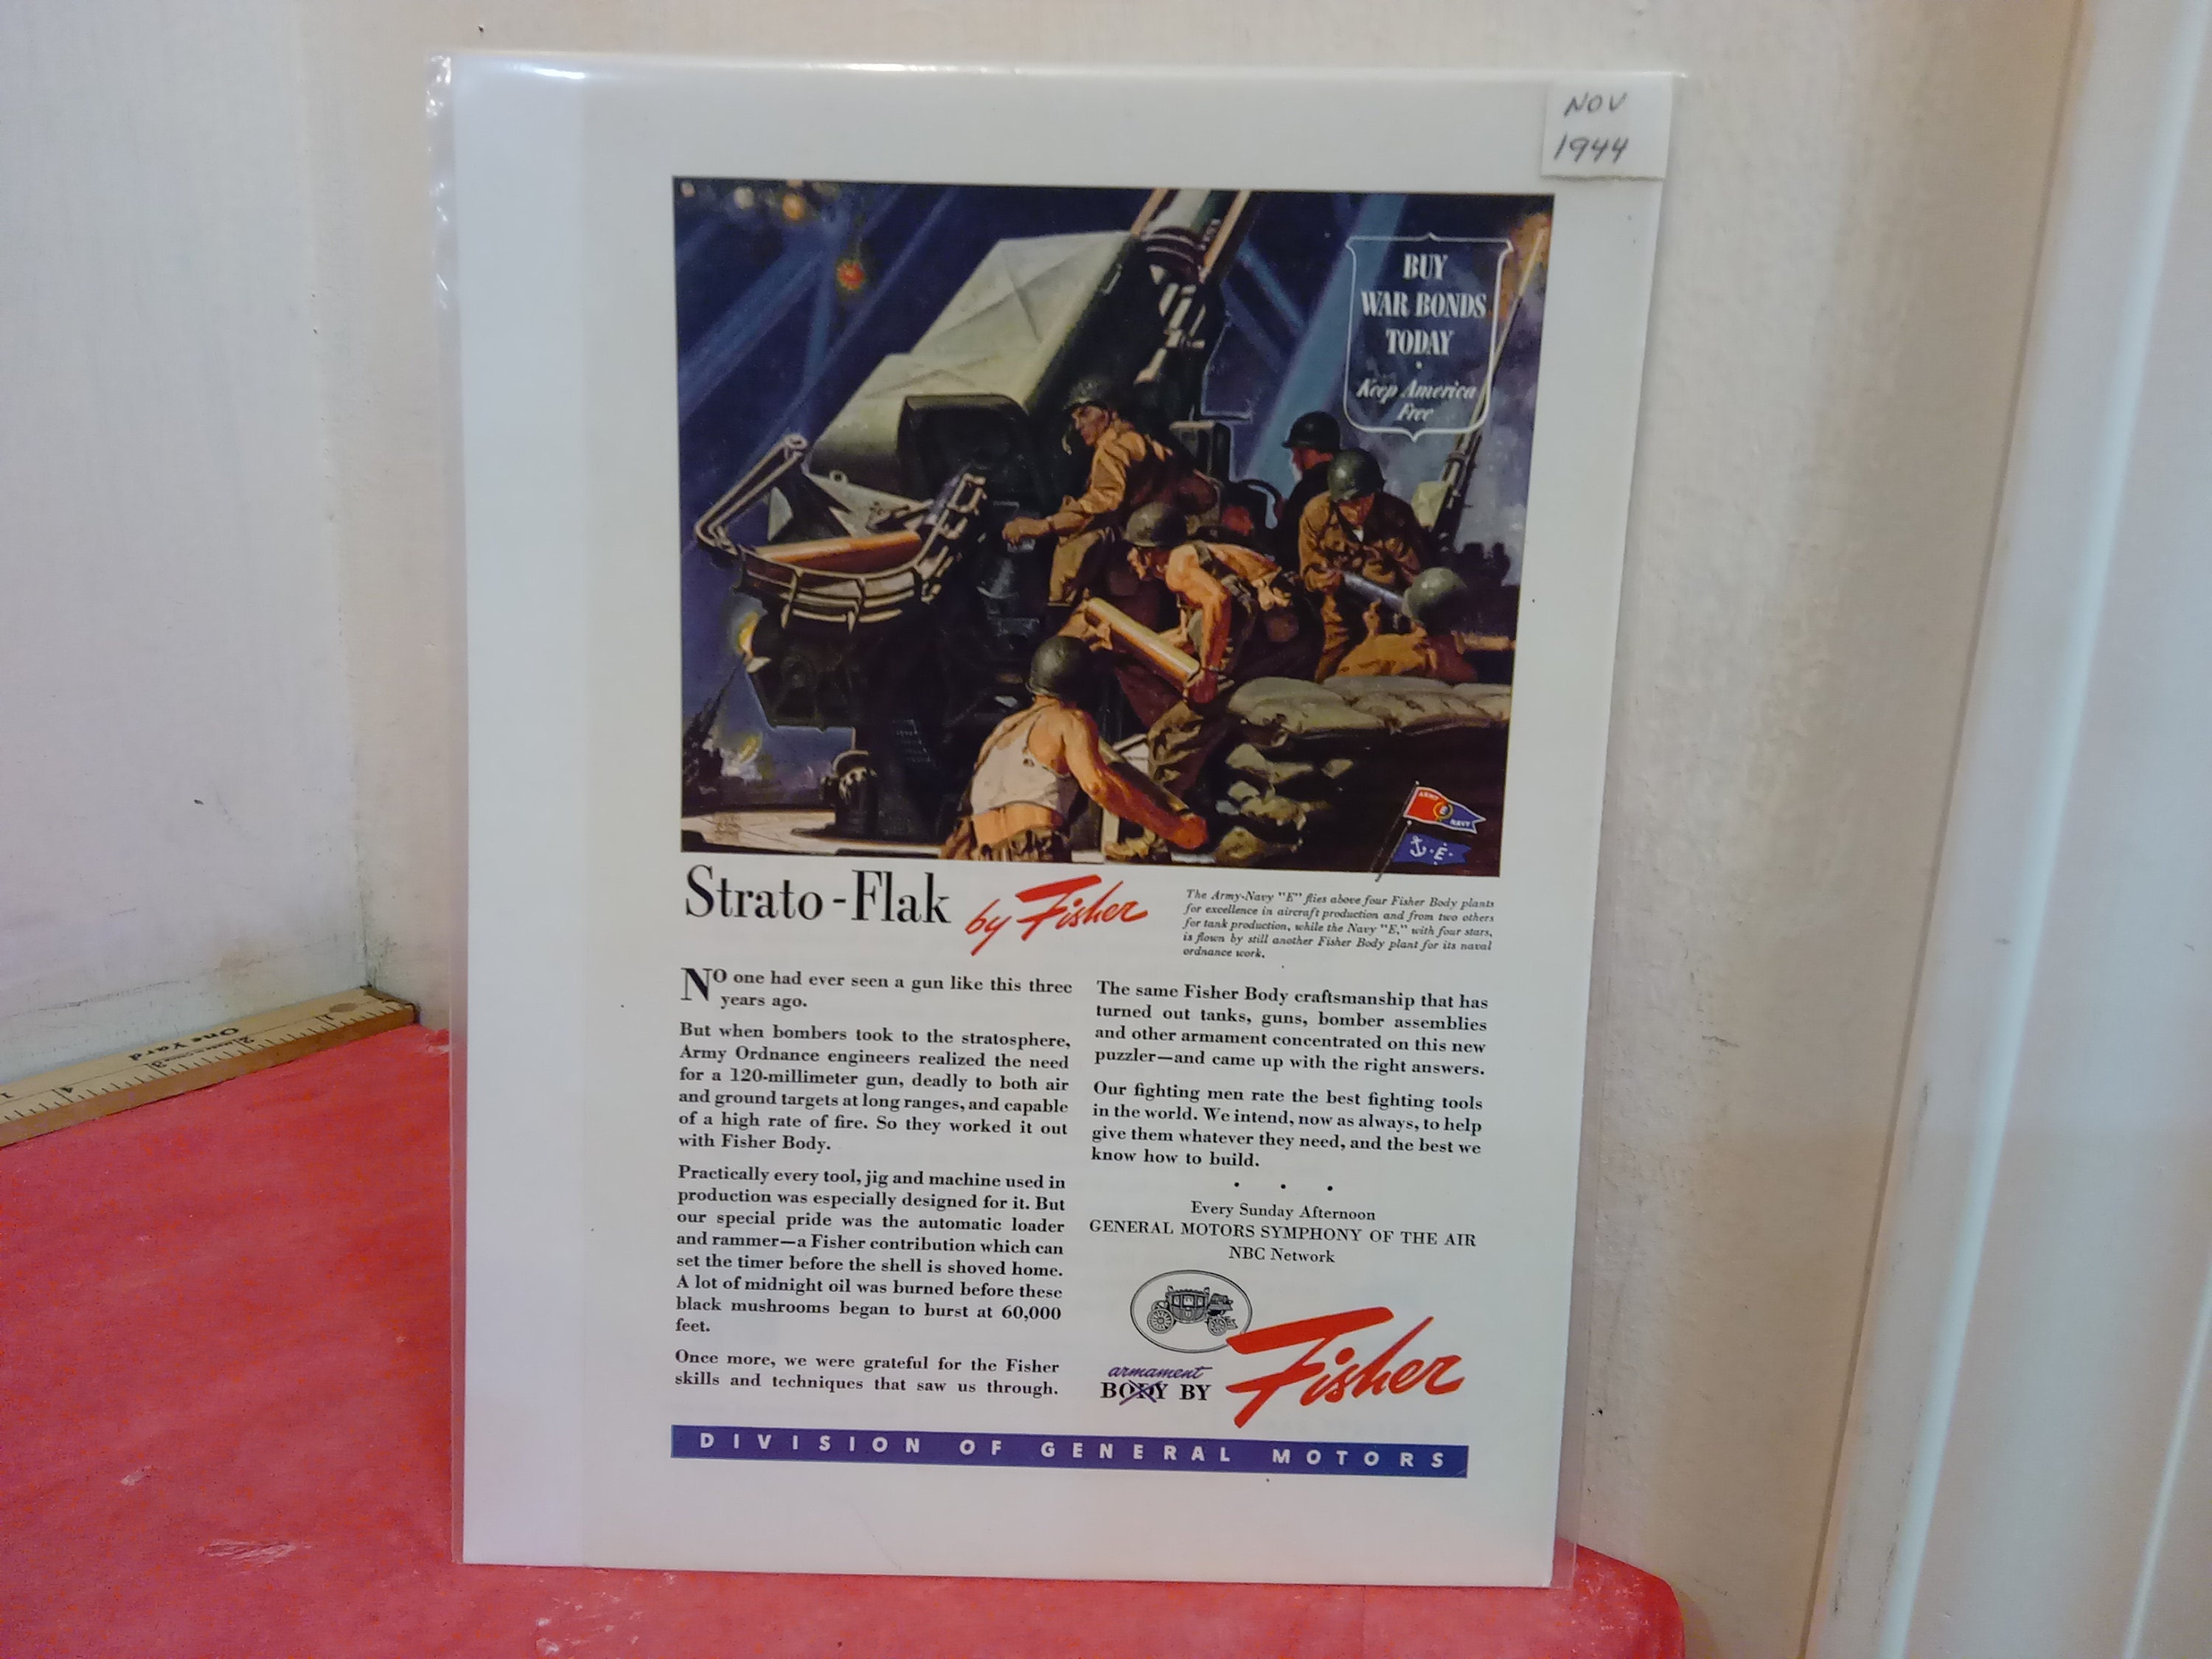 NOV
1944
BUY
WAR BONDS
TODAY
Keep America
Free
ARMY
E
NAVY
E
Strato-Flak by Fisher
The Army-Navy "E" flies above four Fisher Body plants
for excellence in aircraft production and from two others
for tank production, while the Navy "E," with four stars,
is flown by still another Fisher Body plant for its naval
ordnance work.
NO one had ever seen a gun like this three
years ago.
But when bombers took to the stratosphere,
Army Ordnance engineers realized the need
for a 120-millimeter gun, deadly to both air
and ground targets at long ranges, and capable
of a high rate of fire. So they worked it out
with Fisher Body.
Practically every tool, jig and machine used in
production was especially designed for it. But
our special pride was the automatic loader
and rammer—a Fisher contribution which can
set the timer before the shell is shoved home.
A lot of midnight oil was burned before these
black mushrooms began to burst at 60,000
feet.
Once more, we were grateful for the Fisher
skills and techniques that saw us through.
The same Fisher Body craftsmanship that has
turned out tanks, guns, bomber assemblies
and other armament concentrated on this new
puzzler—and came up with the right answers.
Our fighting men rate the best fighting tools
in the world. We intend, now as always, to help
give them whatever they need, and the best we
know how to build.
• • •
Every Sunday Afternoon
GENERAL MOTORS SYMPHONY OF THE AIR
NBC Network
armament
BODY BY Fisher
DIVISION OF GENERAL MOTORS
One Yard
1
2
3
4